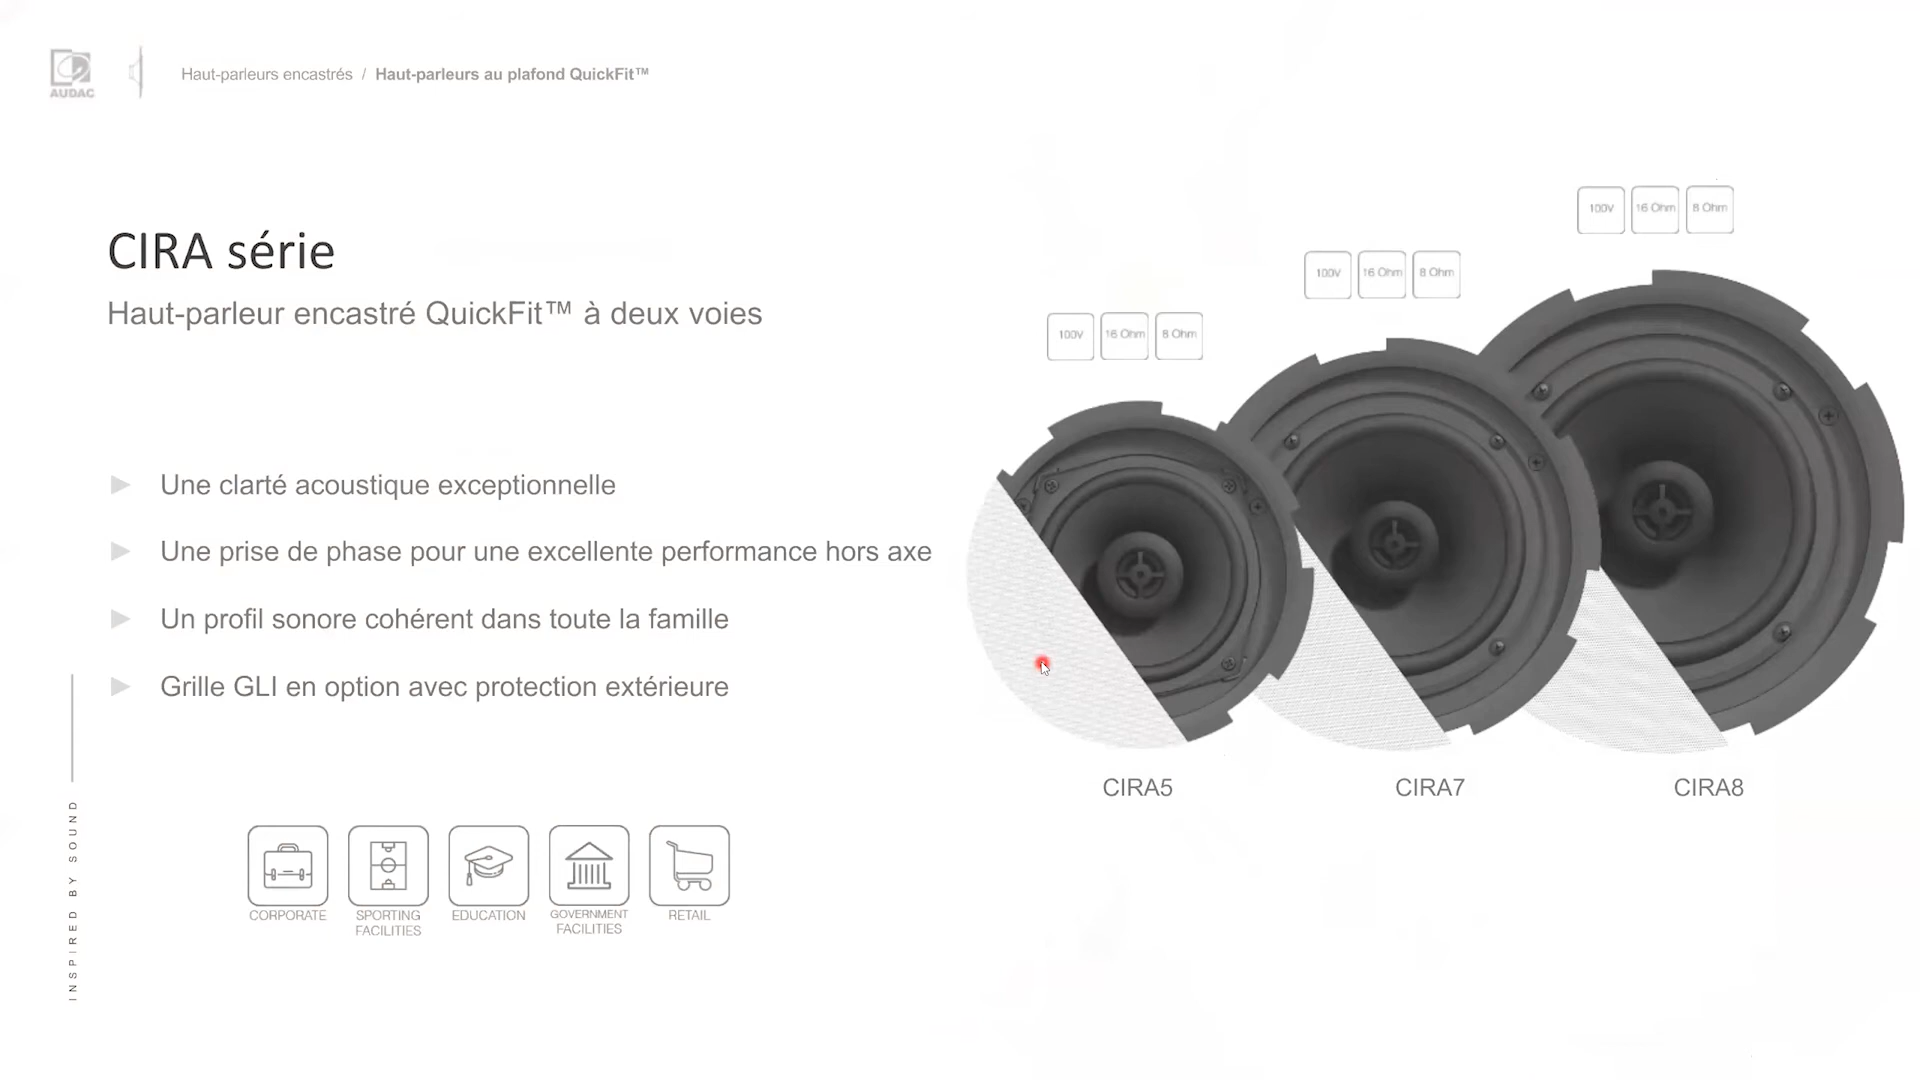 AUDAC
Haut-parleurs encastrés / Haut-parleurs au plafond QuickFit™
CIRA série
Haut-parleur encastré QuickFit™ à deux voies
Une clarté acoustique exceptionnelle
Une prise de phase pour une excellente performance hors axe
Un profil sonore cohérent dans toute la famille
Grille GLI en option avec protection extérieure
CORPORATE
SPORTING
FACILITIES
EDUCATION
GOVERNMENT
FACILITIES
RETAIL
INSPIRED BY SOUND
100V 16 Ohm 8 Ohm
100V 16 Ohm 8 Ohm
100V 16 Ohm 8 Ohm
CIRA5
CIRA7
CIRA8